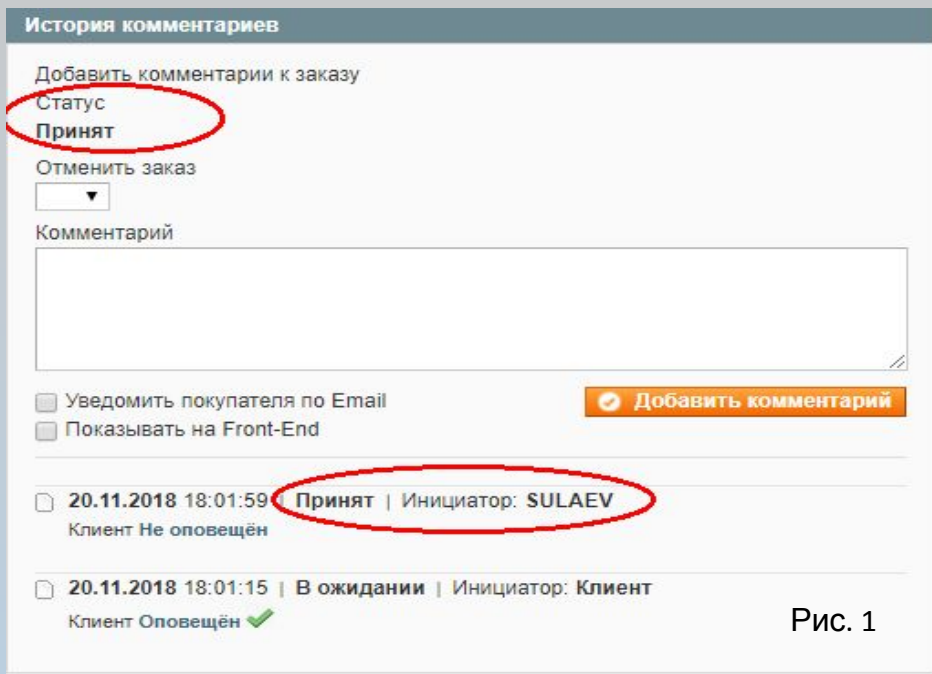 История комментариев
Добавить комментарии к заказу
Статус
Принят
Отменить заказ
Комментарий
Уведомить покупателя по Email
Добавить комментарий
Показывать на Front-End
20.11.2018 18:01:59 | Принят | Инициатор: SULAEV
Клиент Не оповещён
20.11.2018 18:01:15 | В ожидании | Инициатор: Клиент
Клиент Оповещён
Рис. 1